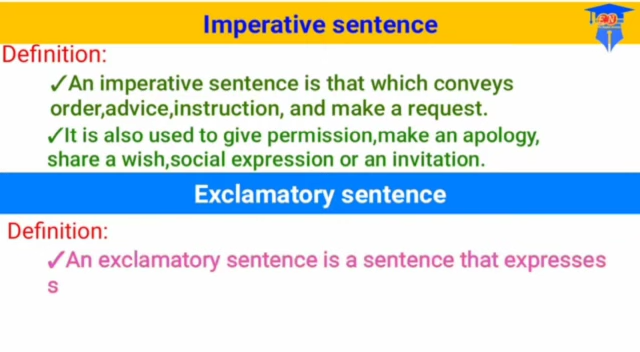 Imperative sentence
Definition:
✓An imperative sentence is that which conveys
order,advice,instruction, and make a request.
✓It is also used to give permission,make an apology,
share a wish,social expression or an invitation.
Exclamatory sentence
Definition:
✓An exclamatory sentence is a sentence that expresses
s